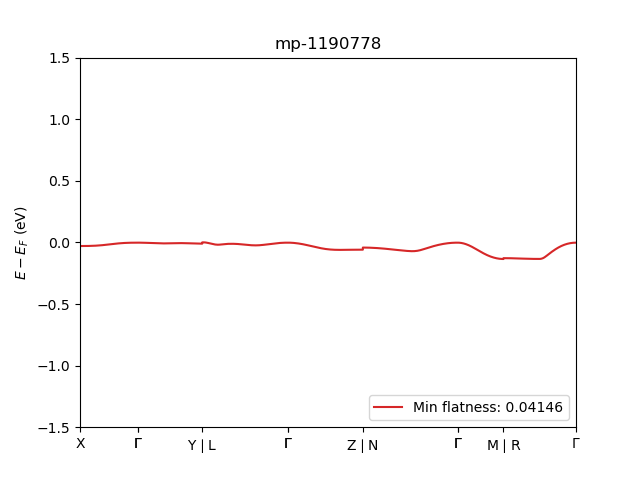 mp-1190778
E − E_F (eV)
1.5
1.0
0.5
0.0
−0.5
−1.0
−1.5
Min flatness: 0.04146
X Γ Y | L Γ Z | N Γ M | R Γ